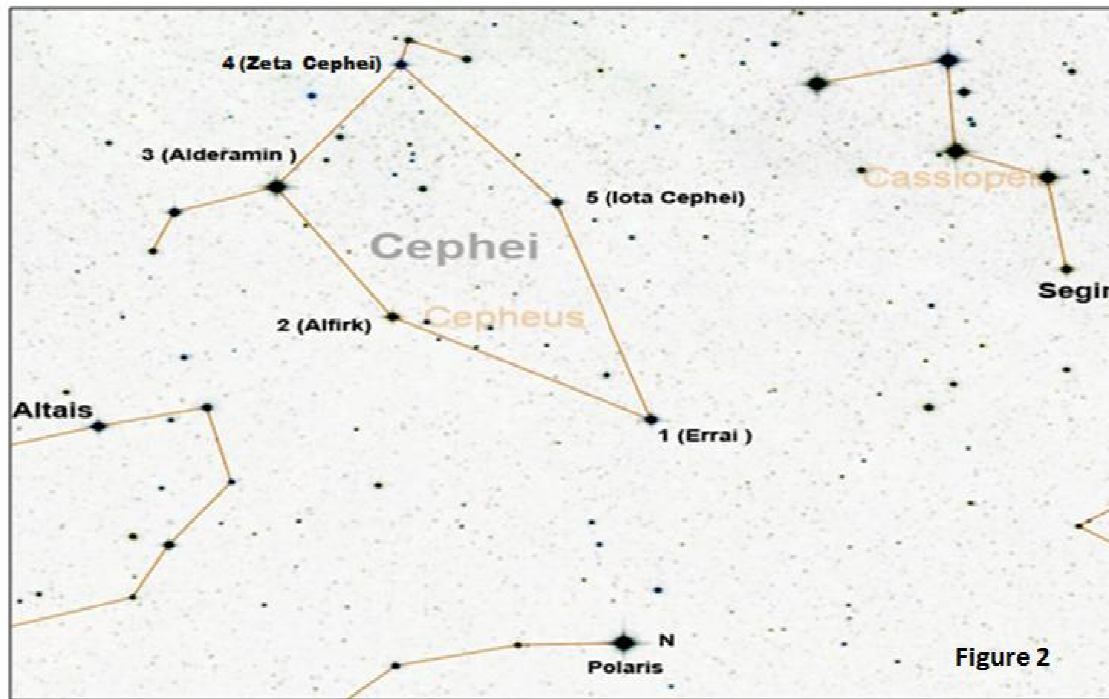 4 (Zeta Cephei)
3 (Alderamin )
Cassiopei
5 (Iota Cephei)
Cephei
Segin
2 (Alfirk)
Cepheus
Altais
1 (Errai )
N
Polaris
Figure 2